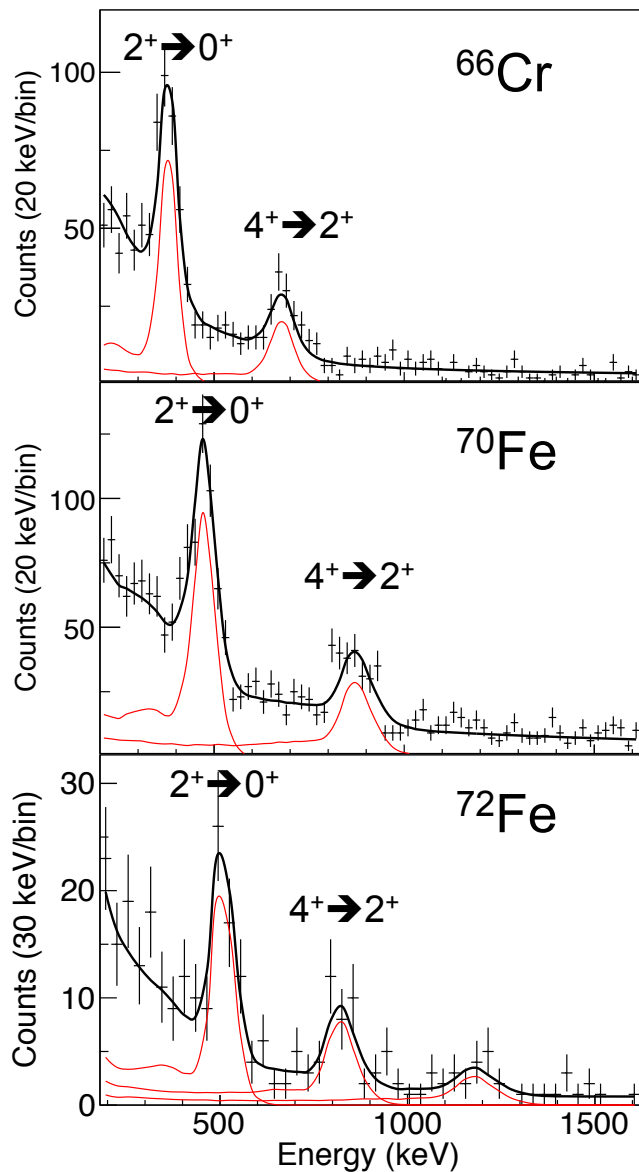 2⁺➔0⁺
⁶⁶Cr
100
4⁺➔2⁺
50
Counts (20 keV/bin)
2⁺➔0⁺
⁷⁰Fe
100
4⁺➔2⁺
50
Counts (20 keV/bin)
2⁺➔0⁺
⁷²Fe
30
20
4⁺➔2⁺
10
0
Counts (30 keV/bin)
500 1000 1500
Energy (keV)